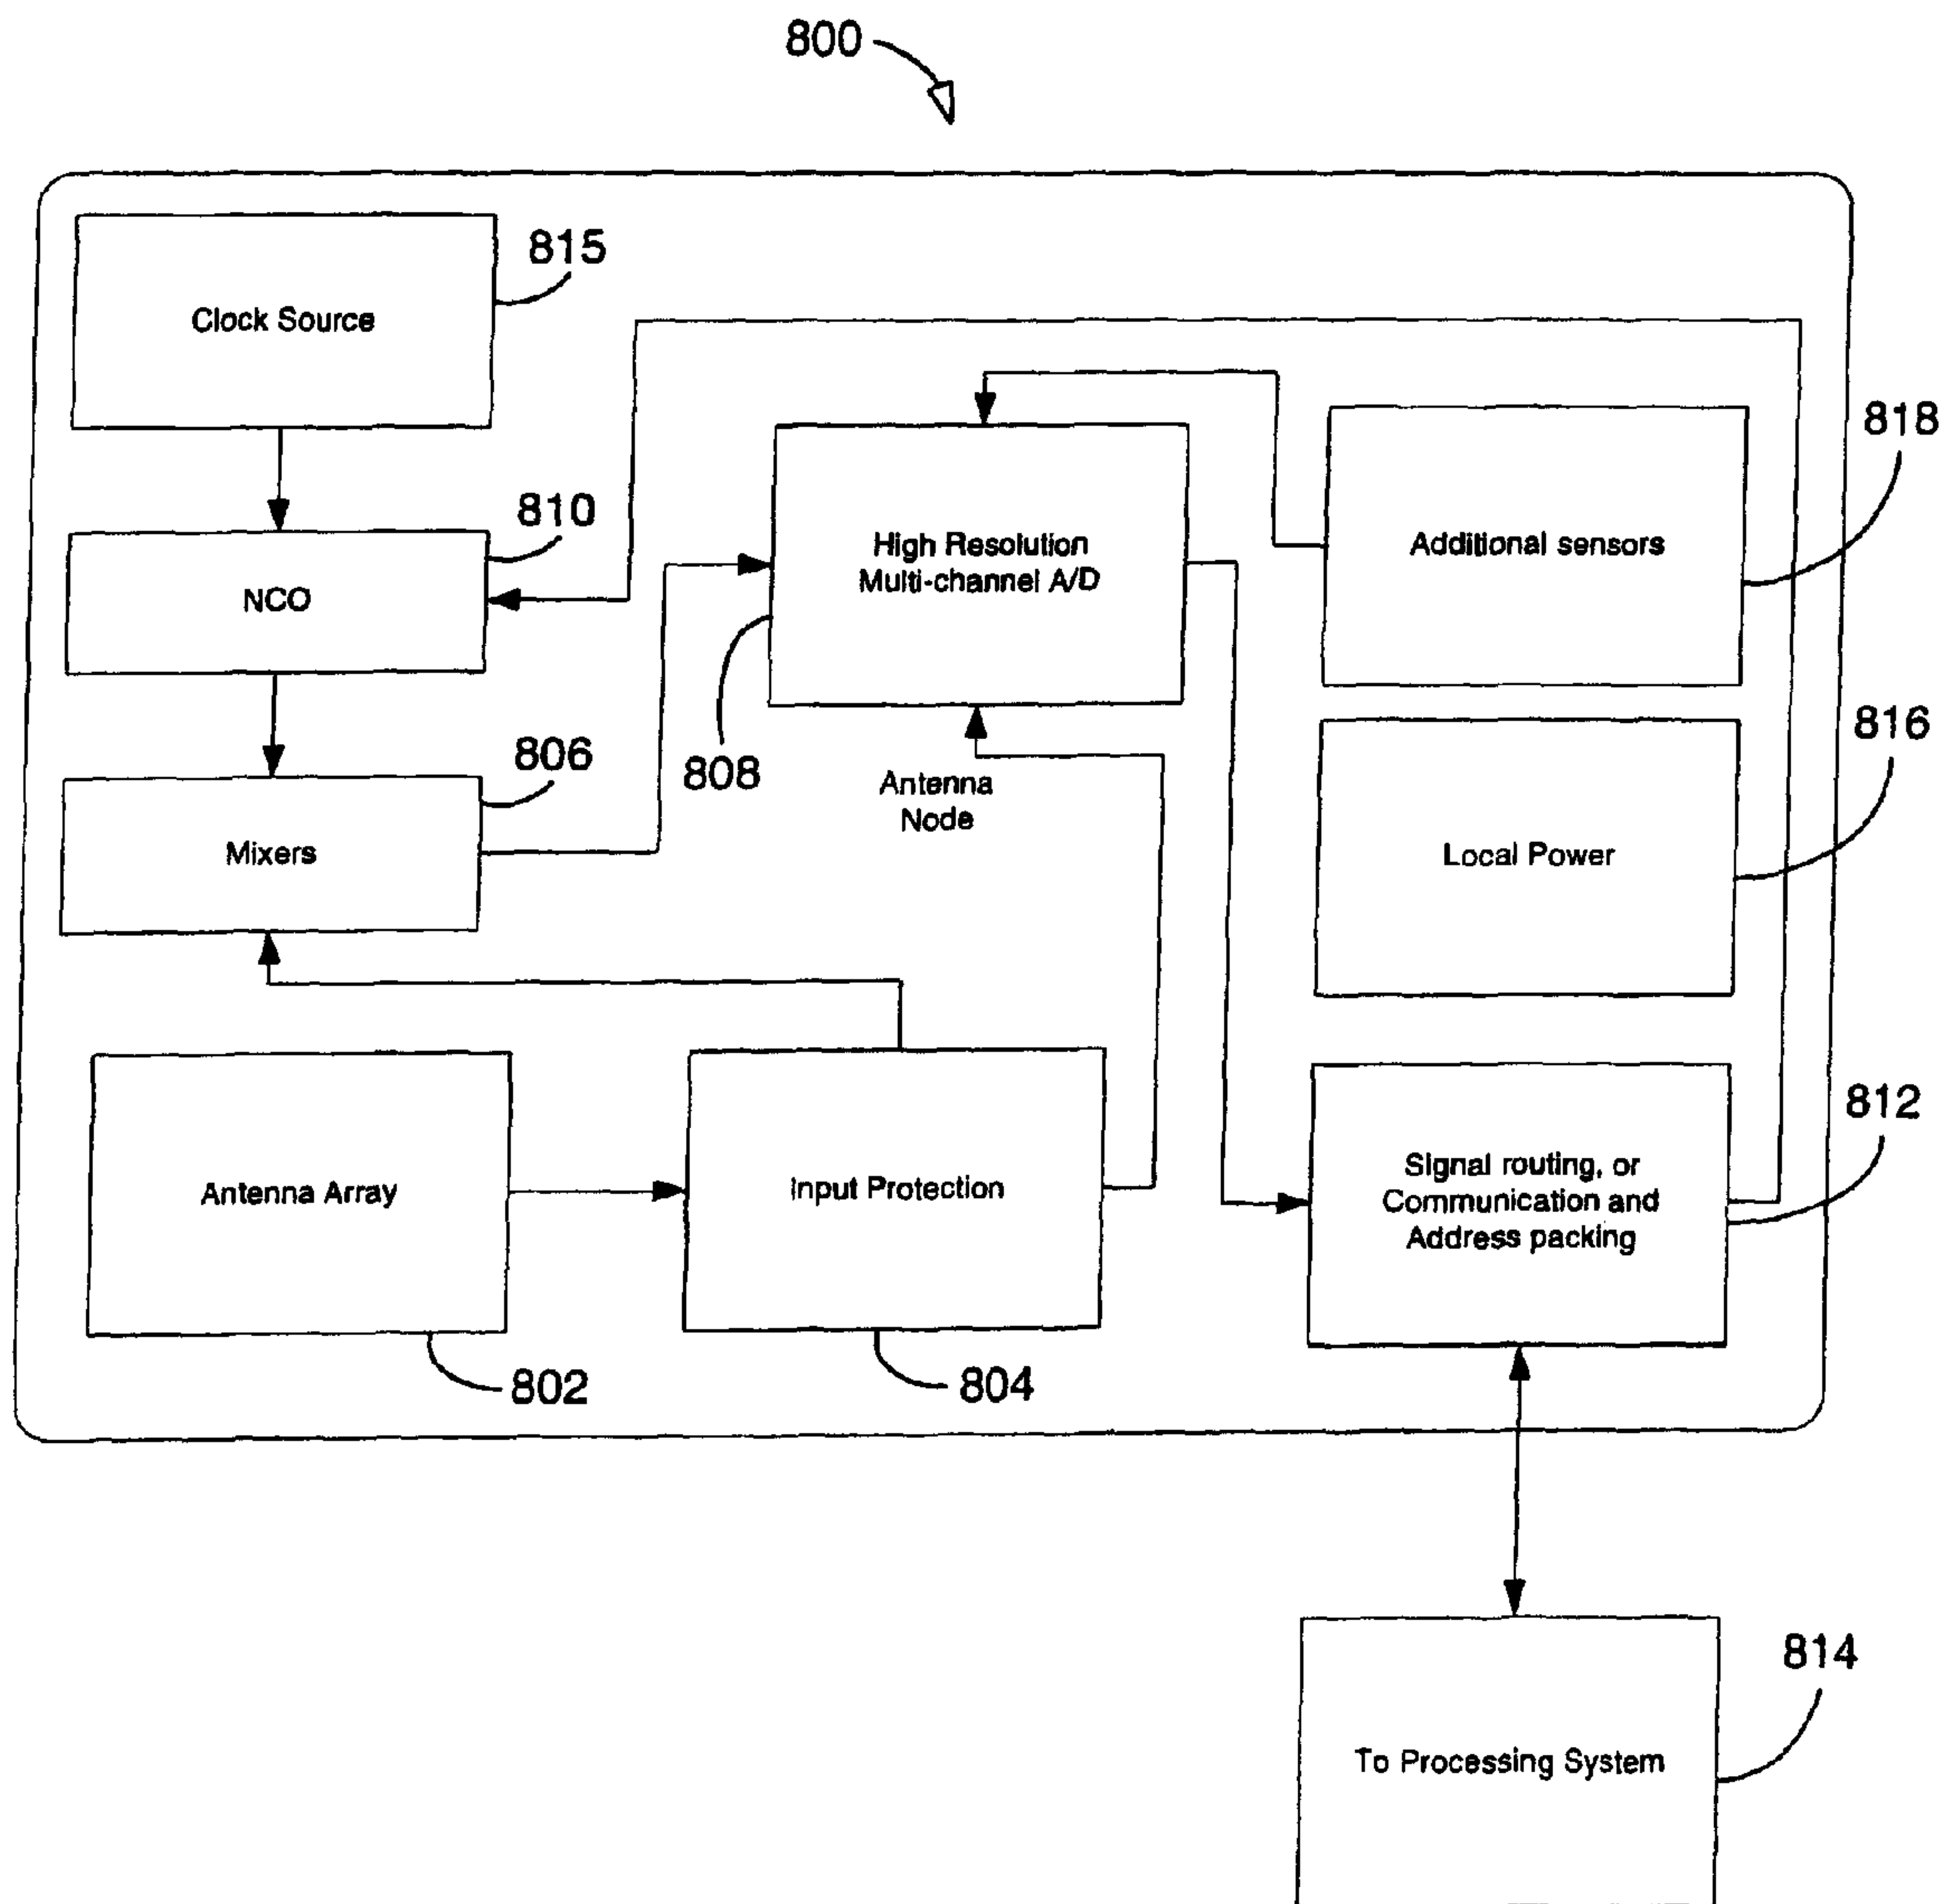 800
Clock Source
815
818
810
High Resolution
Multi-channel A/D
Additional sensors
NCO
816
806
808
Antenna
Node
Mixers
Local Power
812
Signal routing, or
Communication and
Address packing
Antenna Array
Input Protection
802
804
814
To Processing System